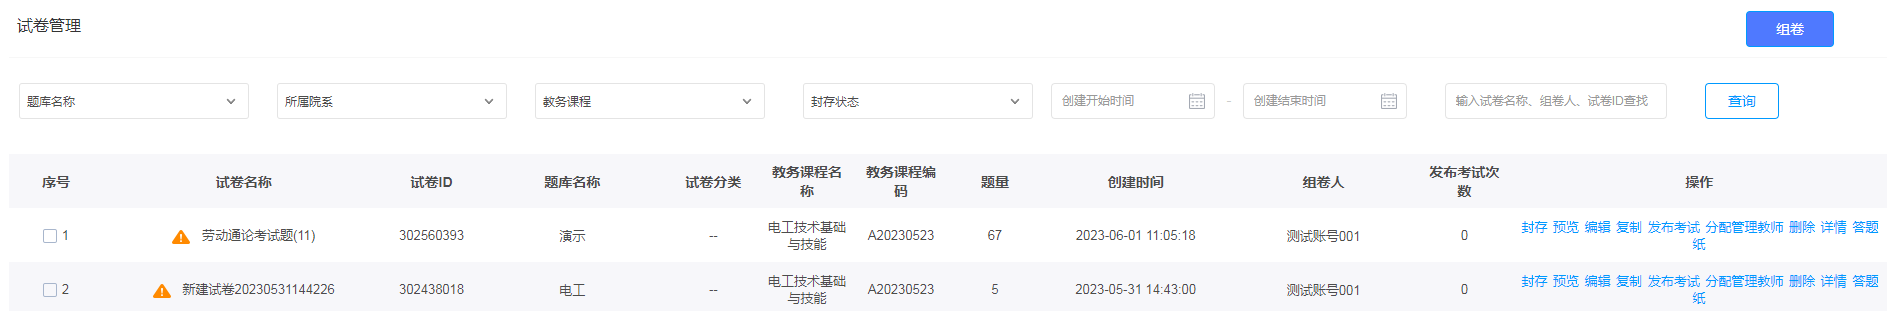 试卷管理
组卷
题库名称 所属院系 教务课程 封存状态 创建开始时间 - 创建结束时间 输入试卷名称、组卷人、试卷ID查找 查询
序号 试卷名称 试卷ID 题库名称 试卷分类 教务课程名称 教务课程编码 题量 创建时间 组卷人 发布考试次数 操作
1 劳动通论考试题(11) 302560393 演示 -- 电工技术基础与技能 A20230523 67 2023-06-01 11:05:18 测试账号001 0 封存 预览 编辑 复制 发布考试 分配管理教师 删除 详情 答题纸
2 新建试卷20230531144226 302438018 电工 -- 电工技术基础与技能 A20230523 5 2023-05-31 14:43:00 测试账号001 0 封存 预览 编辑 复制 发布考试 分配管理教师 删除 详情 答题纸